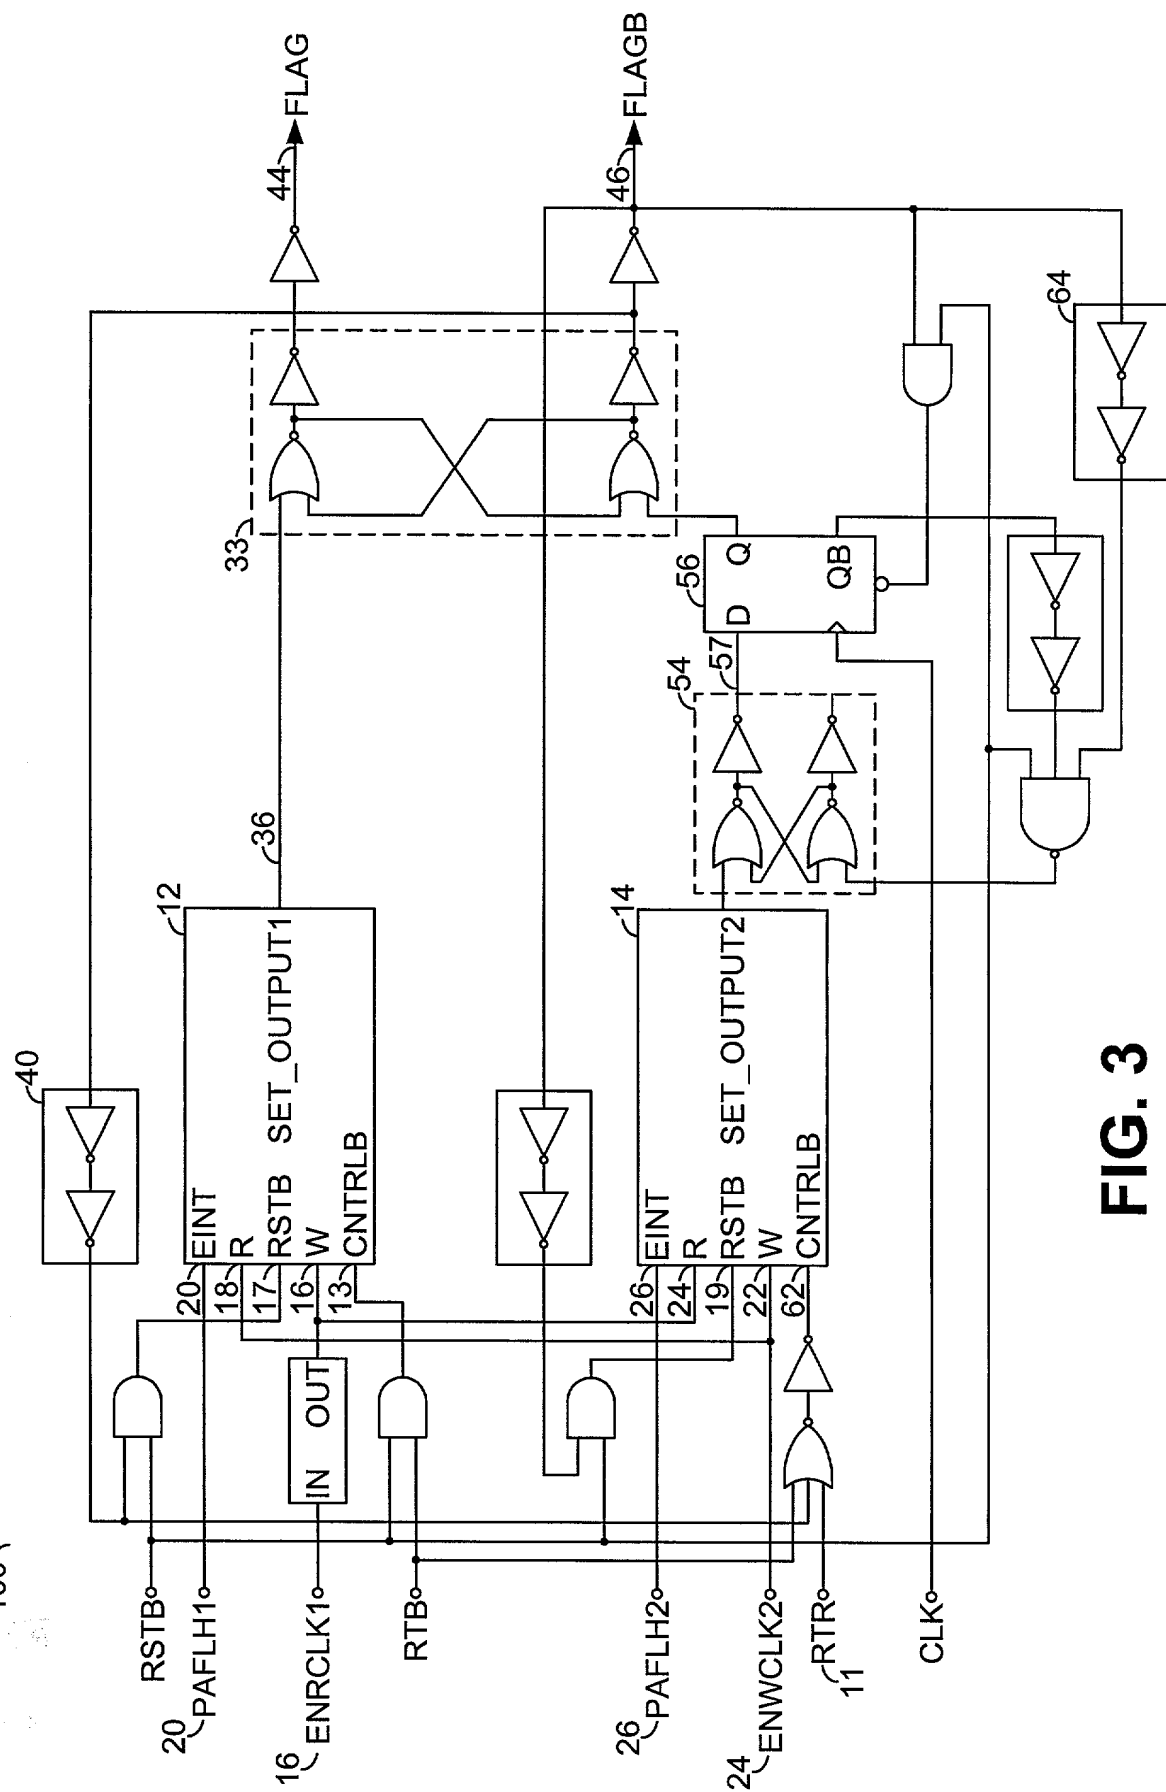 RSTB
20 PAFLH1
16 ENRCLK1
RTB
26 PAFLH2
24 ENWCLK2
11 RTR
CLK
IN OUT
40
12
20 EINT
18 R
17 RSTB SET_OUTPUT1
16 W
13 CNTRLB
36
14
26 EINT
24 R
19 RSTB SET_OUTPUT2
22 W
62 CNTRLB
54
57
56
D Q
QB
33
44 FLAG
46 FLAGB
64
FIG. 3